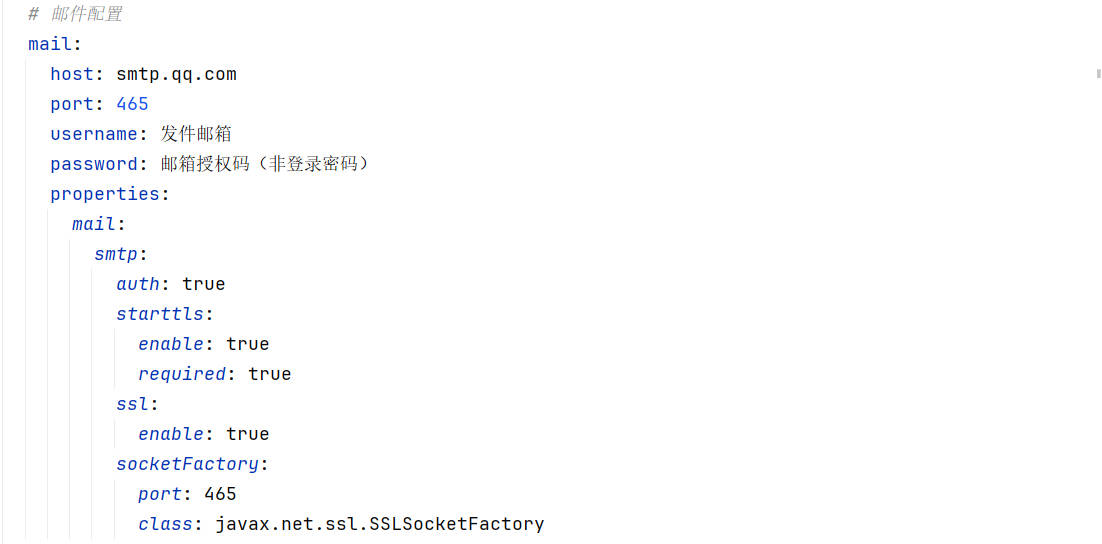 # 邮件配置
mail:
  host: smtp.qq.com
  port: 465
  username: 发件邮箱
  password: 邮箱授权码（非登录密码）
  properties:
    mail:
      smtp:
        auth: true
        starttls:
          enable: true
          required: true
        ssl:
          enable: true
        socketFactory:
          port: 465
          class: javax.net.ssl.SSLSocketFactory